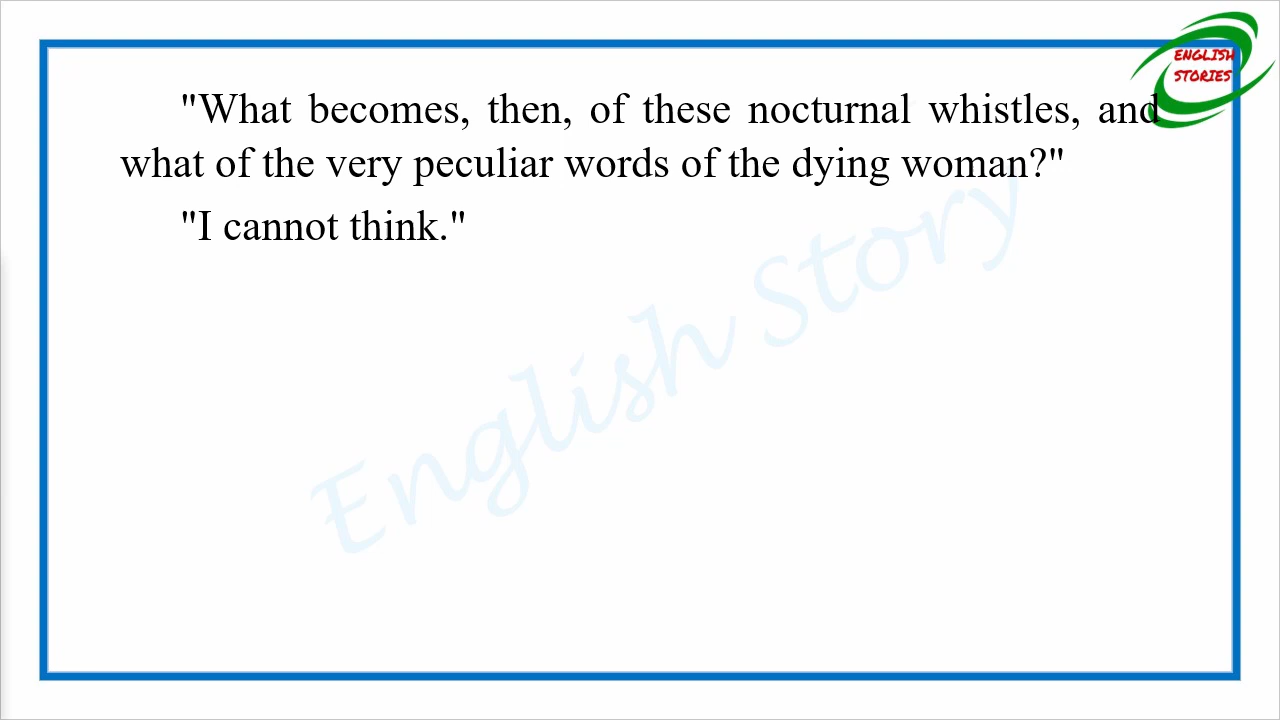 ENGLISH
STORIES
"What becomes, then, of these nocturnal whistles, and
what of the very peculiar words of the dying woman?"
"I cannot think."
English Story